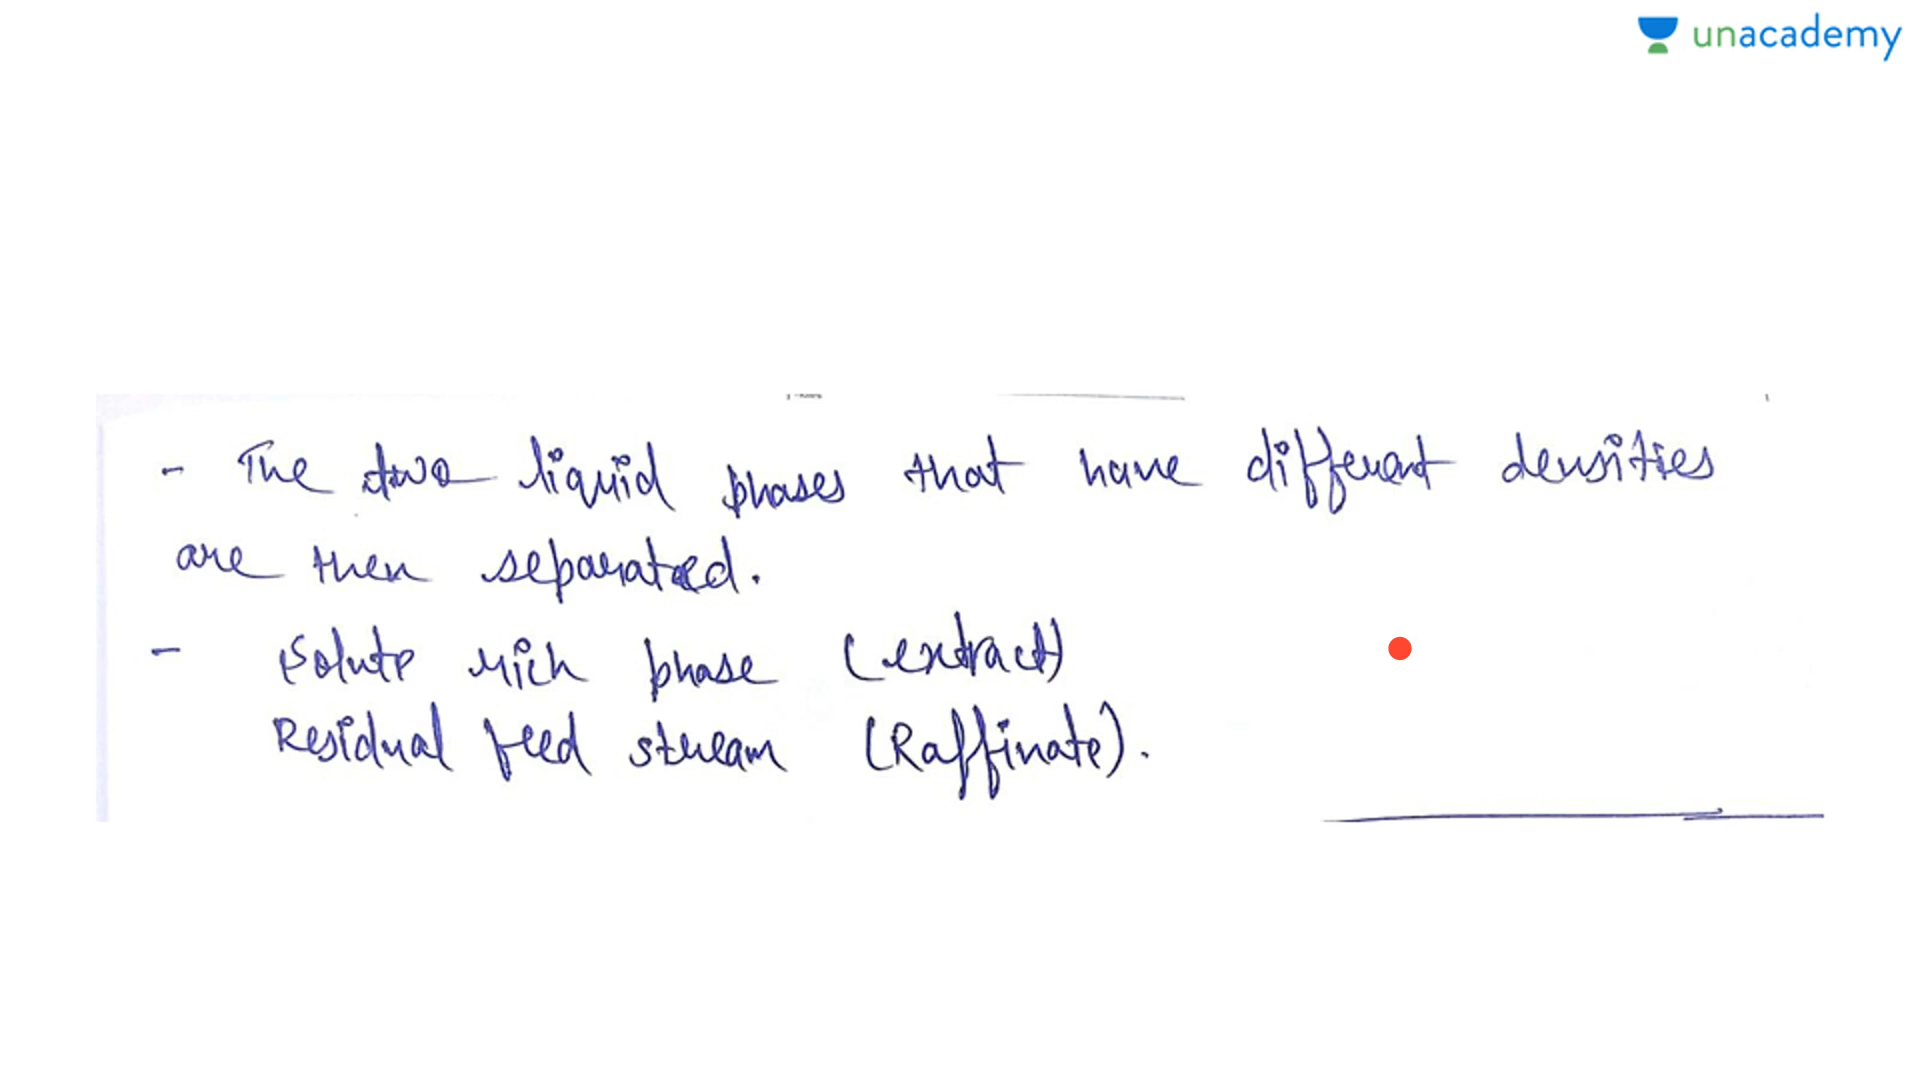 unacademy
- The two liquid phases that have different densities
are then separated.
- Solute rich phase (extract)
Residual feed stream (Raffinate).